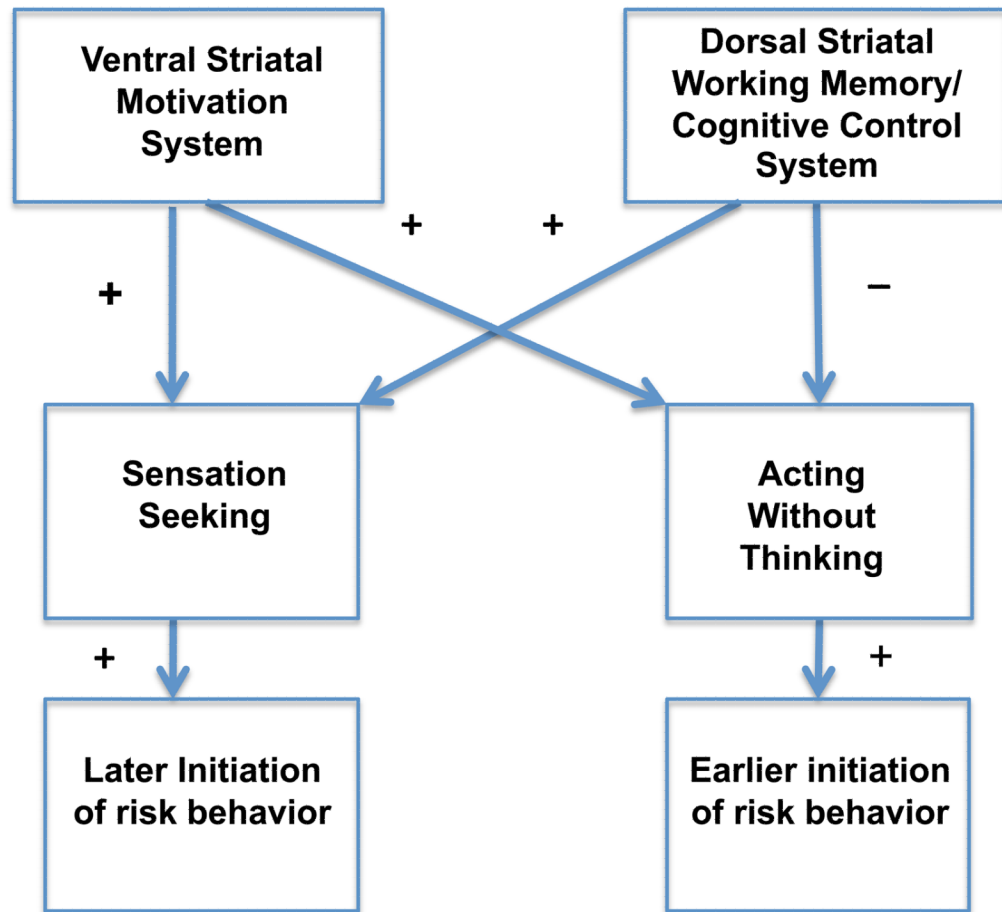 Ventral Striatal
Motivation
System
Dorsal Striatal
Working Memory/
Cognitive Control
System
+
+
+
–
Sensation
Seeking
Acting
Without
Thinking
+
+
Later Initiation
of risk behavior
Earlier initiation
of risk behavior